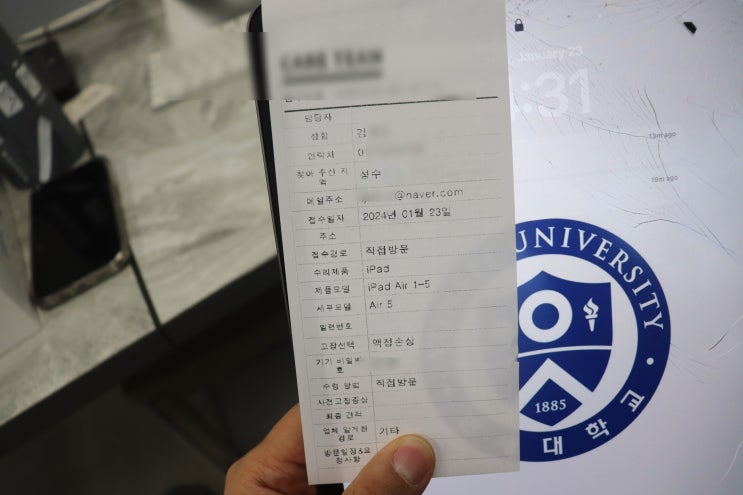 CARE TEAM
담당자
성함 김
연락처 0
찾아 주신 지역 성수
메일주소 @naver.com
접수일자 2024년 01월 23일
주소
접수경로 직접방문
수리제품 iPad
제품모델 iPad Air 1-5
세부모델 Air 5
일련번호
고장선택 액정손상
기기 비밀번호
수령 방법 직접방문
사전고장증상
최종 견적
업체 알게된 경로 기타
방문일정&요청사항
January 23
:31
13m ago
19m ago
UNIVERSITY
1885
대학교